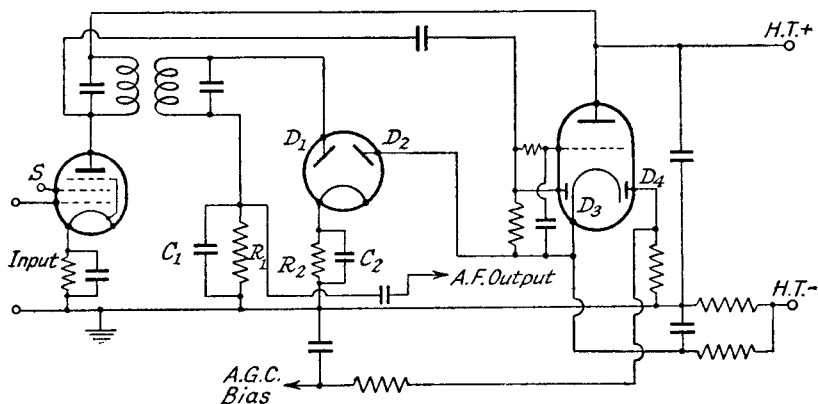 H.T.+
S
D1
D2
D3
D4
Input
C1
R1
R2
C2
A.F. Output
H.T.-
A.G.C.
Bias